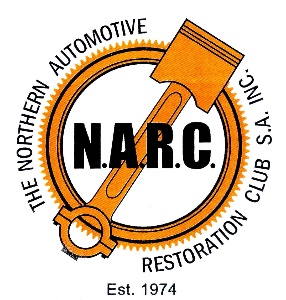 THE NORTHERN AUTOMOTIVE
RESTORATION CLUB S.A. INC.
N.A.R.C.
Est. 1974